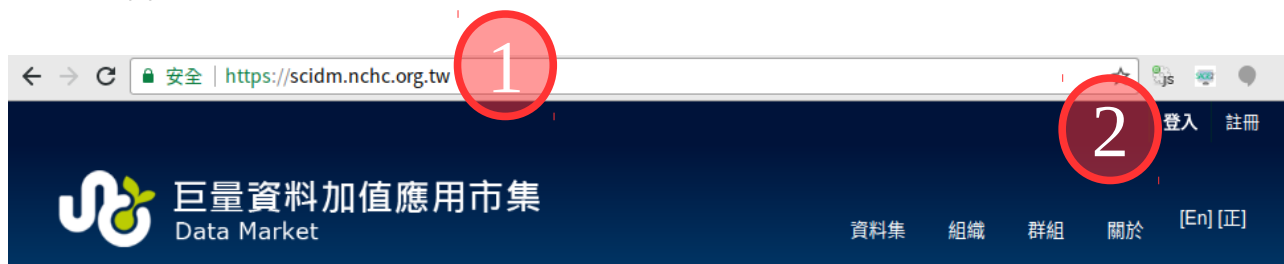 1
安全 | https://scidm.nchc.org.tw
js
2
登入 註冊
巨量資料加值應用市集
Data Market
資料集 組織 群組 關於 [En] [正]